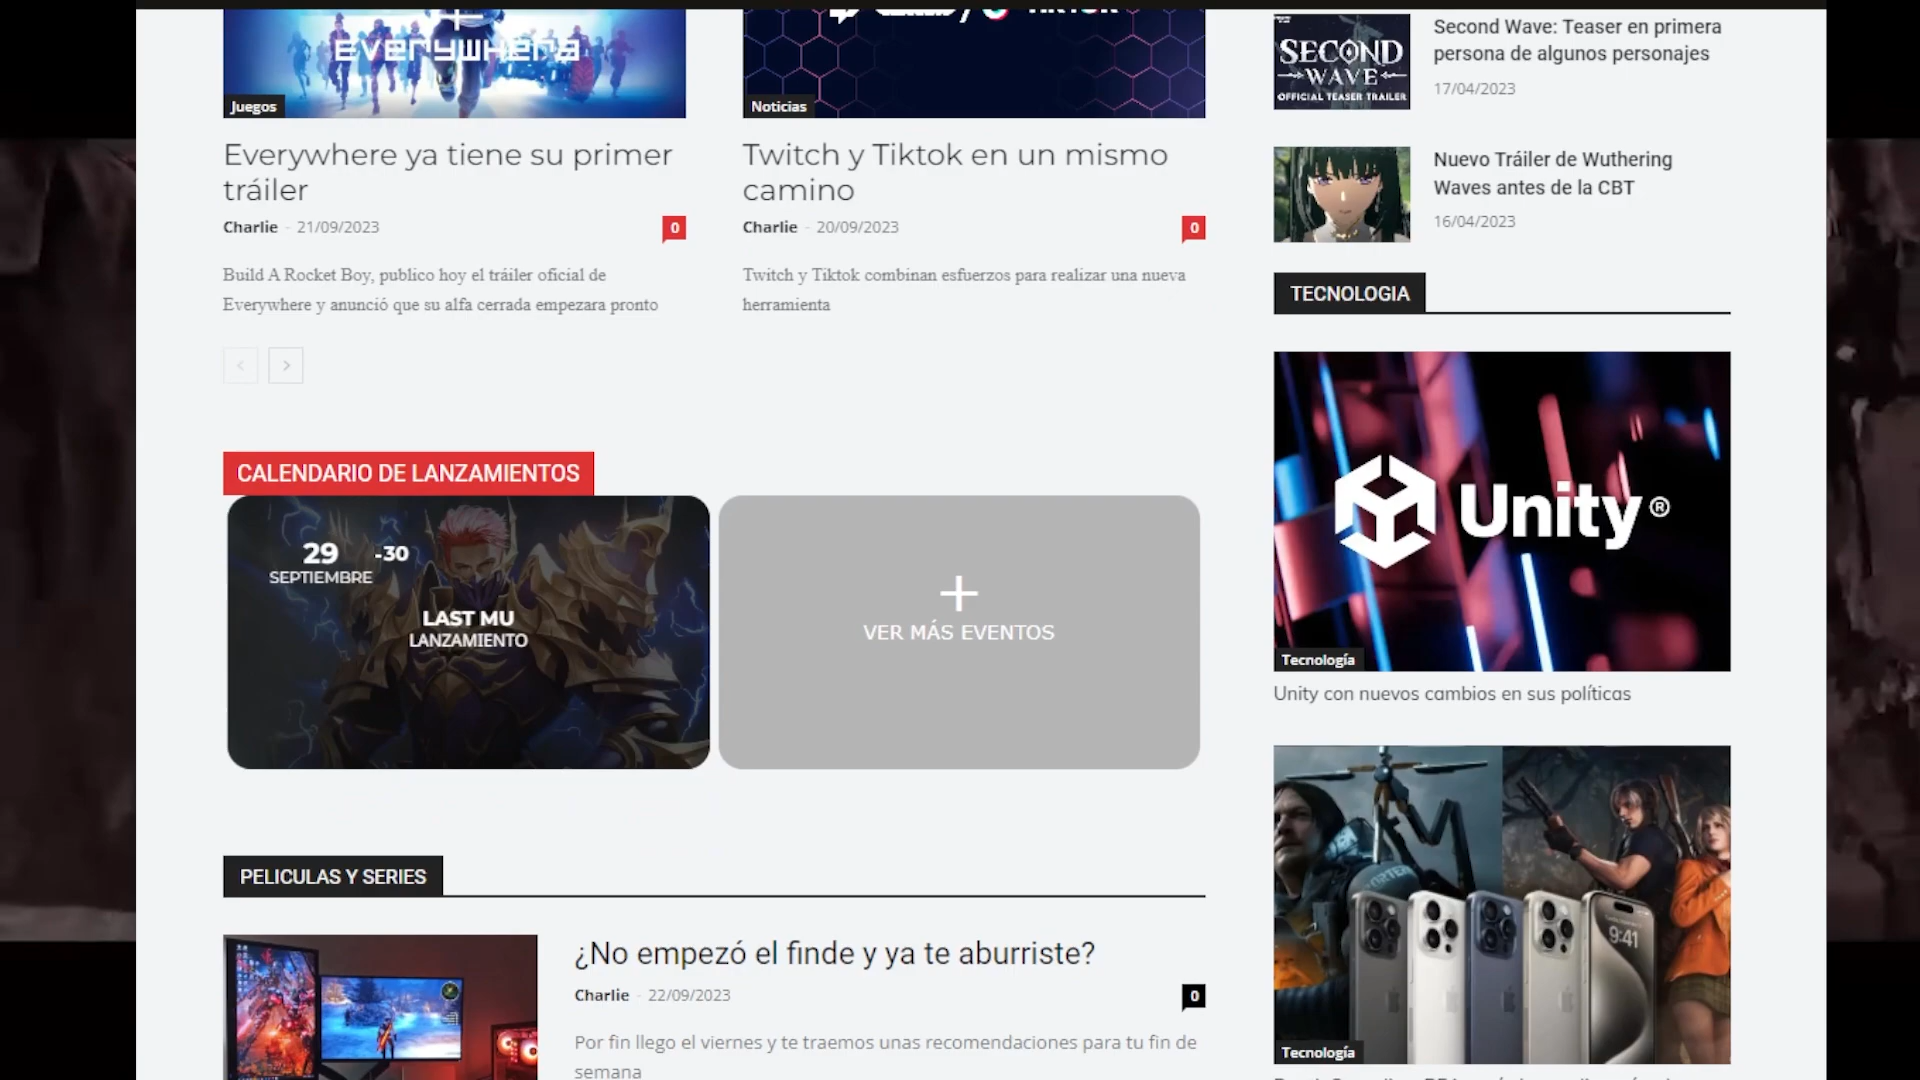 EVERYWHERE
Juegos
Everywhere ya tiene su primer
tráiler
Charlie - 21/09/2023
0
Build A Rocket Boy, publico hoy el tráiler oficial de
Everywhere y anunció que su alfa cerrada empezara pronto
Noticias
Twitch y Tiktok en un mismo
camino
Charlie - 20/09/2023
0
Twitch y Tiktok combinan esfuerzos para realizar una nueva
herramienta
CALENDARIO DE LANZAMIENTOS
29 -30
SEPTIEMBRE
LAST MU
LANZAMIENTO
VER MÁS EVENTOS
PELICULAS Y SERIES
¿No empezó el finde y ya te aburriste?
Charlie - 22/09/2023
0
Por fin llego el viernes y te traemos unas recomendaciones para tu fin de
semana
SECOND
WAVE
OFFICIAL TEASER TRAILER
Second Wave: Teaser en primera
persona de algunos personajes
17/04/2023
Nuevo Tráiler de Wuthering
Waves antes de la CBT
16/04/2023
TECNOLOGIA
Unity®
Tecnología
Unity con nuevos cambios en sus políticas
9:41
Tecnología